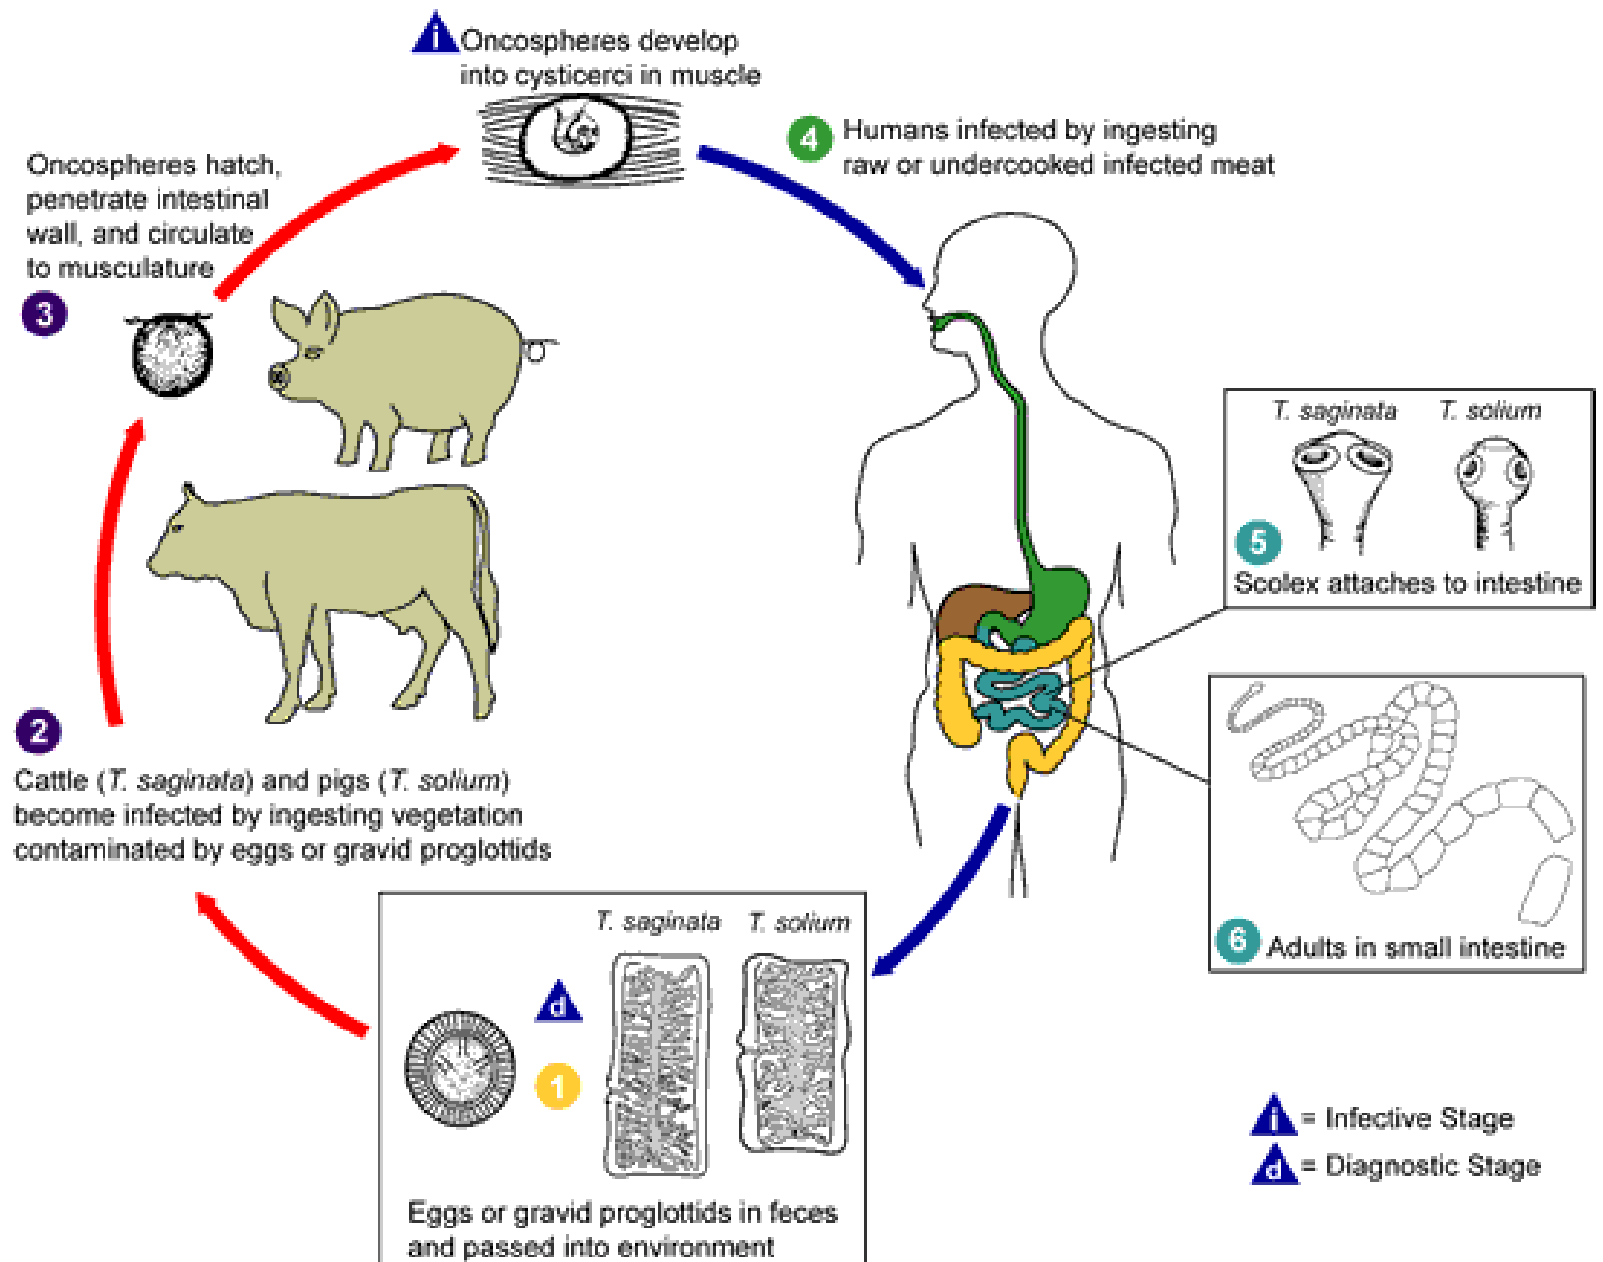 i
Oncospheres develop
into cysticerci in muscle
4
Humans infected by ingesting
raw or undercooked infected meat
Oncospheres hatch,
penetrate intestinal
wall, and circulate
to musculature
3
T. saginata T. solium
5
Scolex attaches to intestine
2
Cattle (T. saginata) and pigs (T. solium)
become infected by ingesting vegetation
contaminated by eggs or gravid proglottids
6 Adults in small intestine
T. saginata T. solium
d
1
Eggs or gravid proglottids in feces
and passed into environment
i = Infective Stage
d = Diagnostic Stage